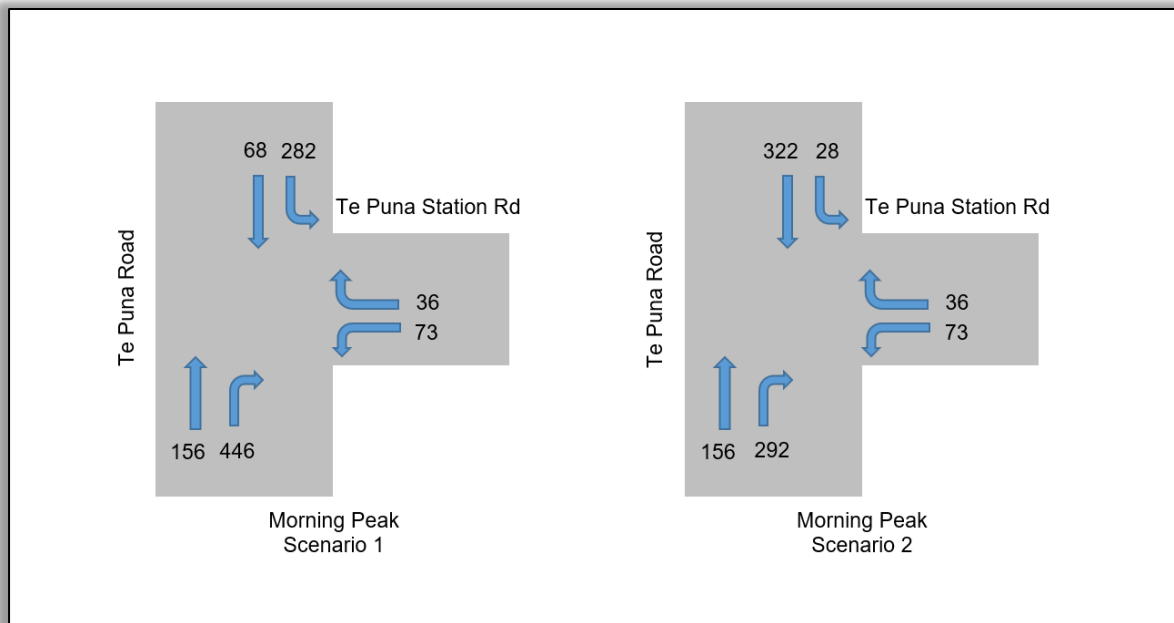 68 282
Te Puna Station Rd
Te Puna Road
36
73
156 446
Morning Peak
Scenario 1
322 28
Te Puna Station Rd
Te Puna Road
36
73
156 292
Morning Peak
Scenario 2